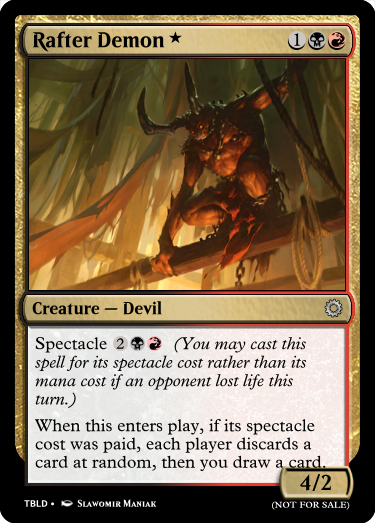 Rafter Demon ★ 1
Creature — Devil
Spectacle 2 (You may cast this
spell for its spectacle cost rather than its
mana cost if an opponent lost life this
turn.)
When this enters play, if its spectacle
cost was paid, each player discards a
card at random, then you draw a card.
4/2
TBLD • Slawomir Maniak
(NOT FOR SALE)